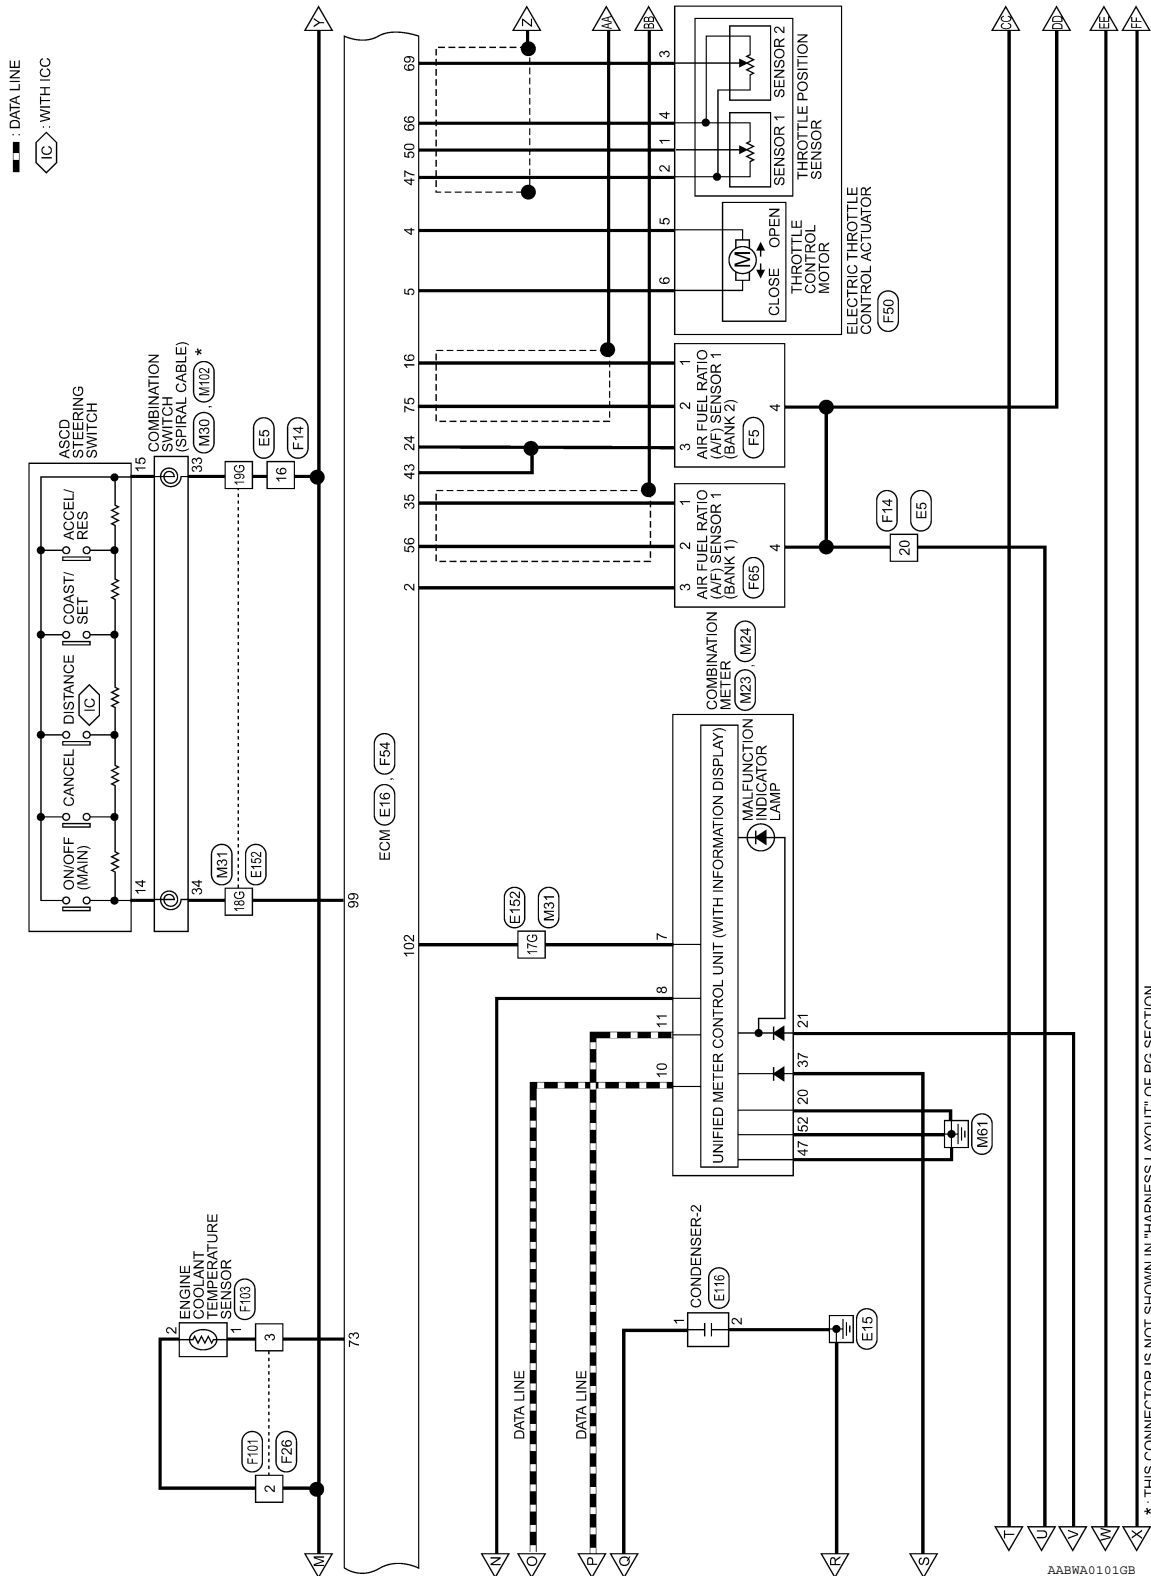 : DATA LINE
IC : WITH ICC
M
Y
ENGINE
COOLANT
TEMPERATURE
SENSOR
F103
2
1
3
2
F101
F26
73
ASCD
STEERING
SWITCH
ON/OFF
(MAIN)
CANCEL
DISTANCE
IC
COAST/
SET
ACCEL/
RES
14
15
COMBINATION
SWITCH
(SPIRAL CABLE)
M30 , M102 *
34
33
18G
19G
M31
E152
16
E5
F14
99
ECM E16 , F54
102
2
56
35
43
24
75
16
5
4
47
50
66
69
N
O
P
Q
R
S
DATA LINE
DATA LINE
E152
M31
17G
CONDENSER-2
E116
1
2
E15
10
11
8
7
COMBINATION
METER
M23 , M24
UNIFIED METER CONTROL UNIT (WITH INFORMATION DISPLAY)
MALFUNCTION
INDICATOR
LAMP
47
52
20
37
21
M61
3
2
1
AIR FUEL RATIO
(A/F) SENSOR 1
(BANK 1)
F65
4
3
2
1
AIR FUEL RATIO
(A/F) SENSOR 1
(BANK 2)
F5
4
20
F14
E5
6
5
2
1
4
3
CLOSE
OPEN
M
THROTTLE
CONTROL
MOTOR
SENSOR 1
SENSOR 2
THROTTLE POSITION
SENSOR
ELECTRIC THROTTLE
CONTROL ACTUATOR
F50
Z
AA
BB
T
U
V
W
X
CC
DD
EE
FF
* : THIS CONNECTOR IS NOT SHOWN IN "HARNESS LAYOUT" OF PG SECTION
AABWA0101GB